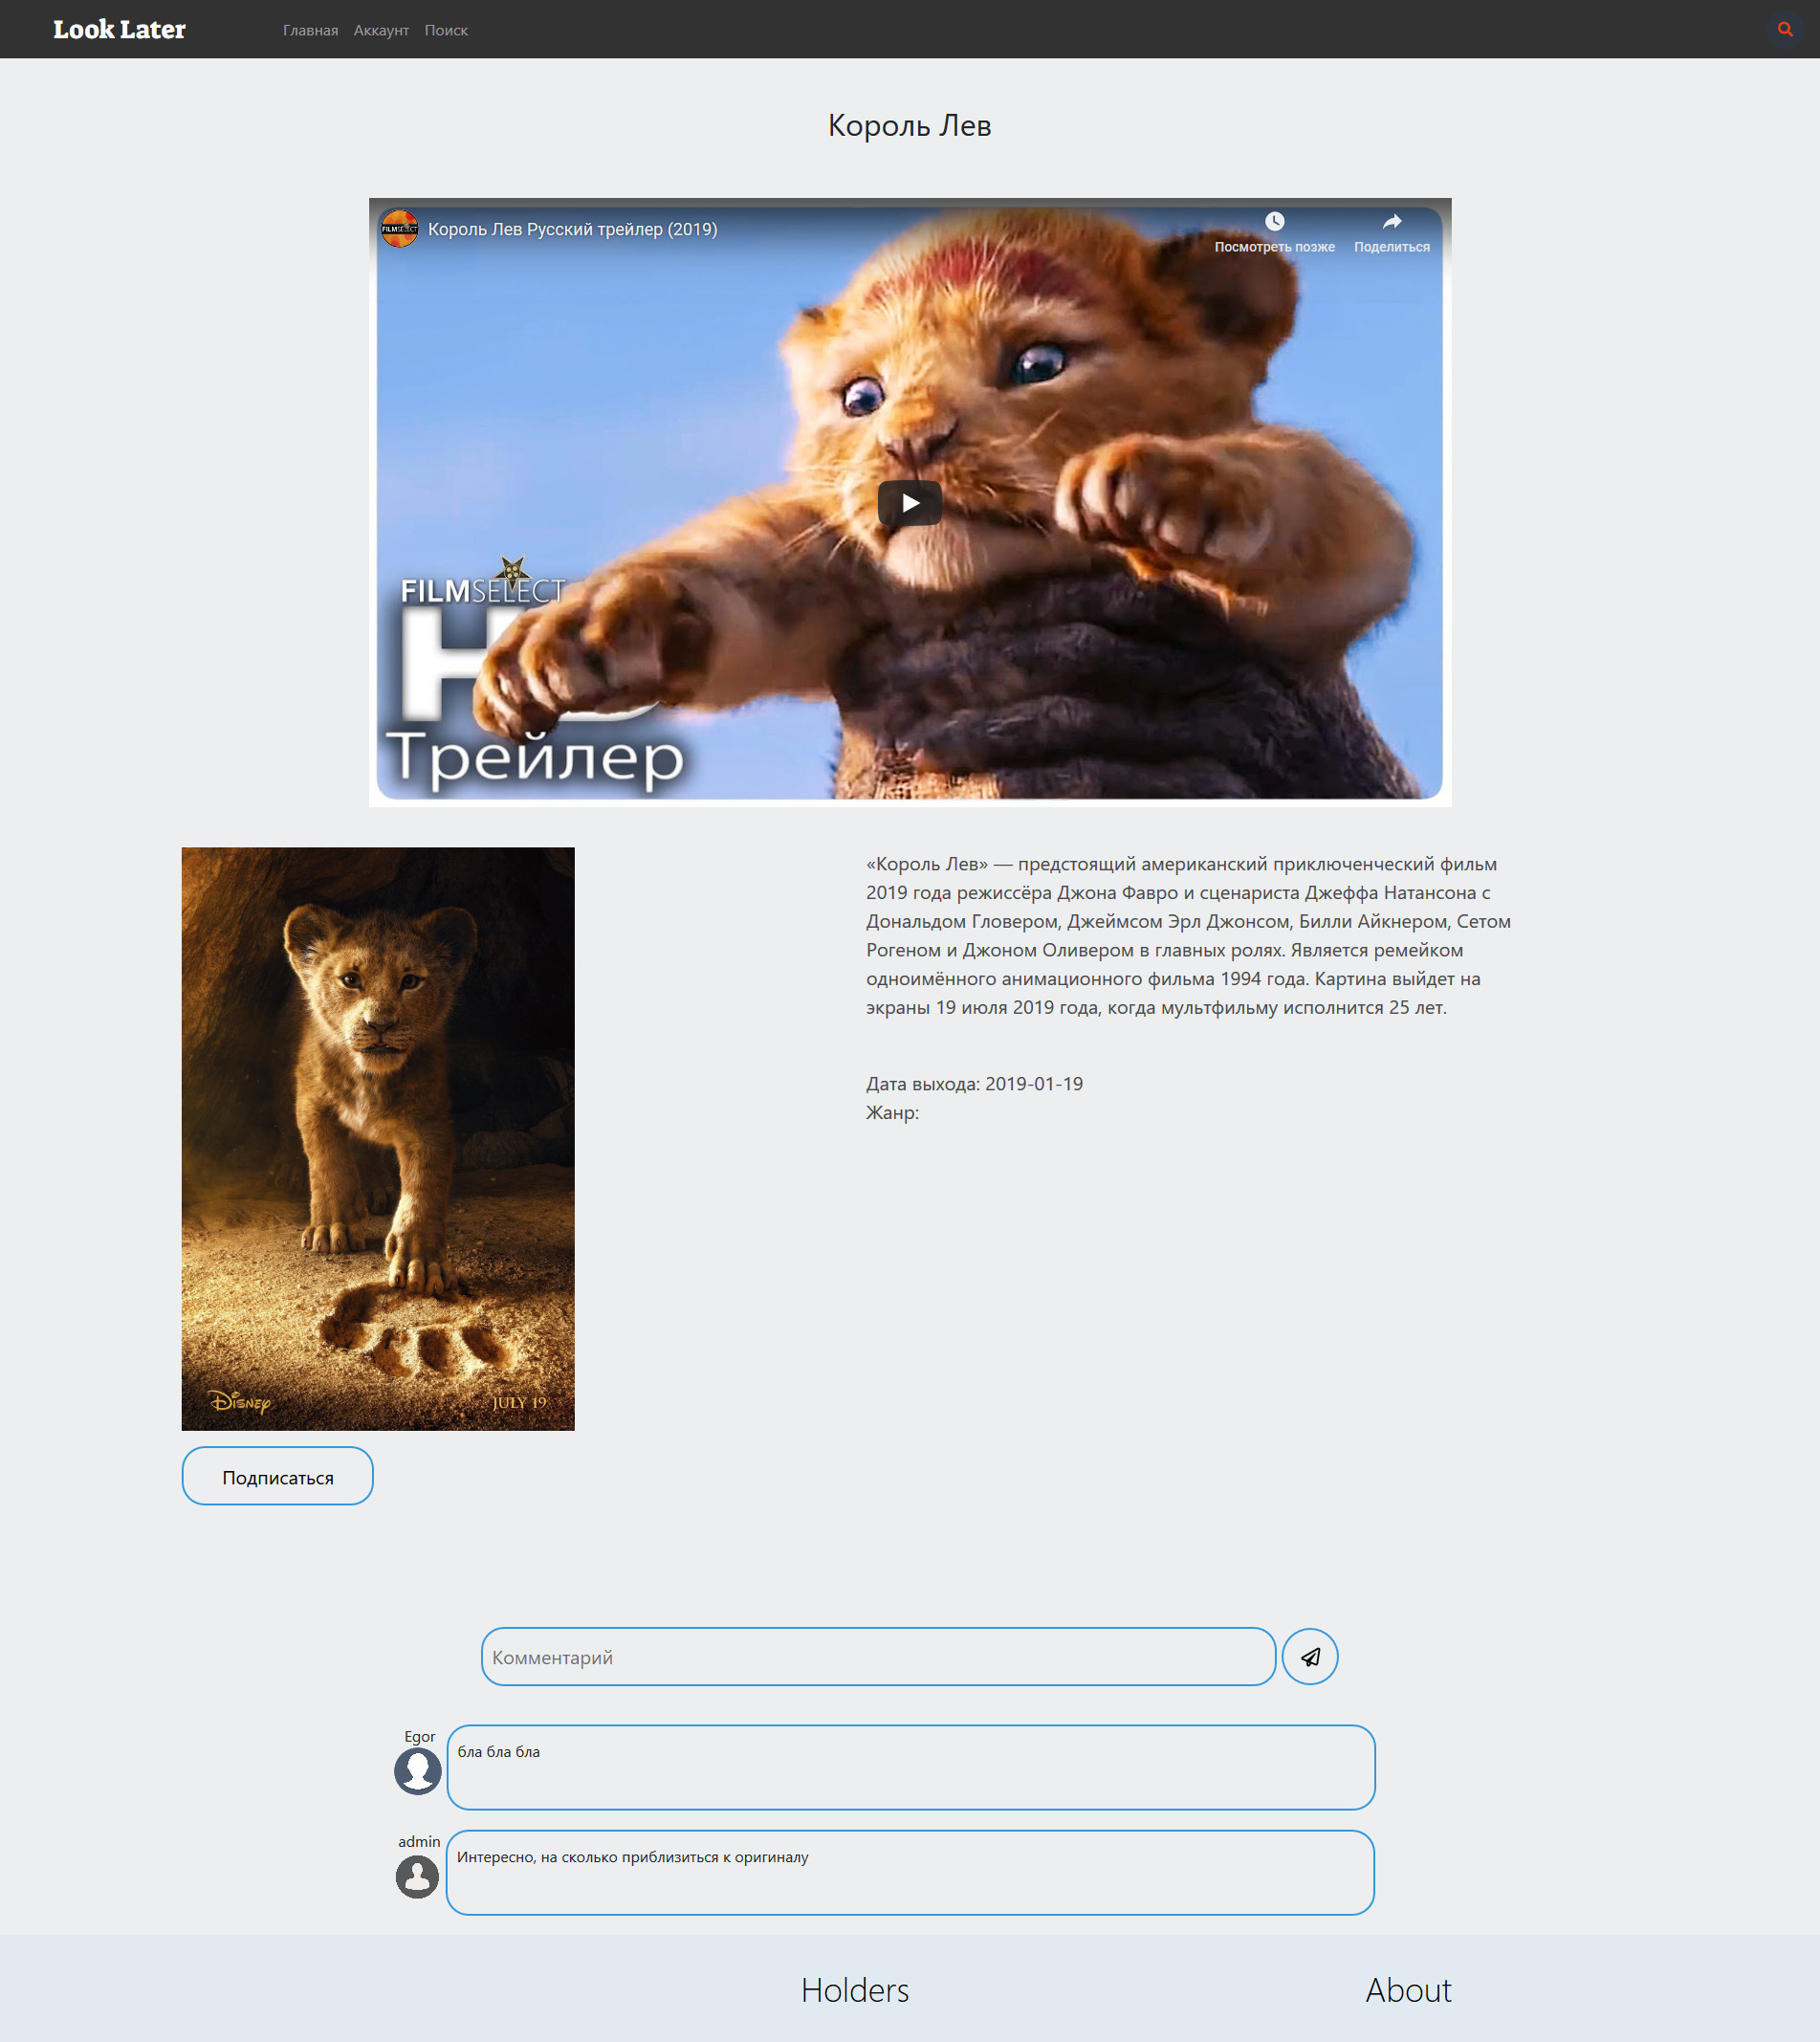 Look Later
Главная Аккаунт Поиск
Король Лев
FILMSELECT
Король Лев Русский трейлер (2019)
Посмотреть позже
Поделиться
FILMSELECT
Трейлер
«Король Лев» — предстоящий американский приключенческий фильм
2019 года режиссёра Джона Фавро и сценариста Джеффа Натансона с
Дональдом Гловером, Джеймсом Эрл Джонсом, Билли Айкнером, Сетом
Рогеном и Джоном Оливером в главных ролях. Является ремейком
одноимённого анимационного фильма 1994 года. Картина выйдет на
экраны 19 июля 2019 года, когда мультфильму исполнится 25 лет.
Дата выхода: 2019-01-19
Жанр:
Disney
JULY 19
Подписаться
Комментарий
Egor
бла бла бла
admin
Интересно, на сколько приблизиться к оригиналу
Holders
About